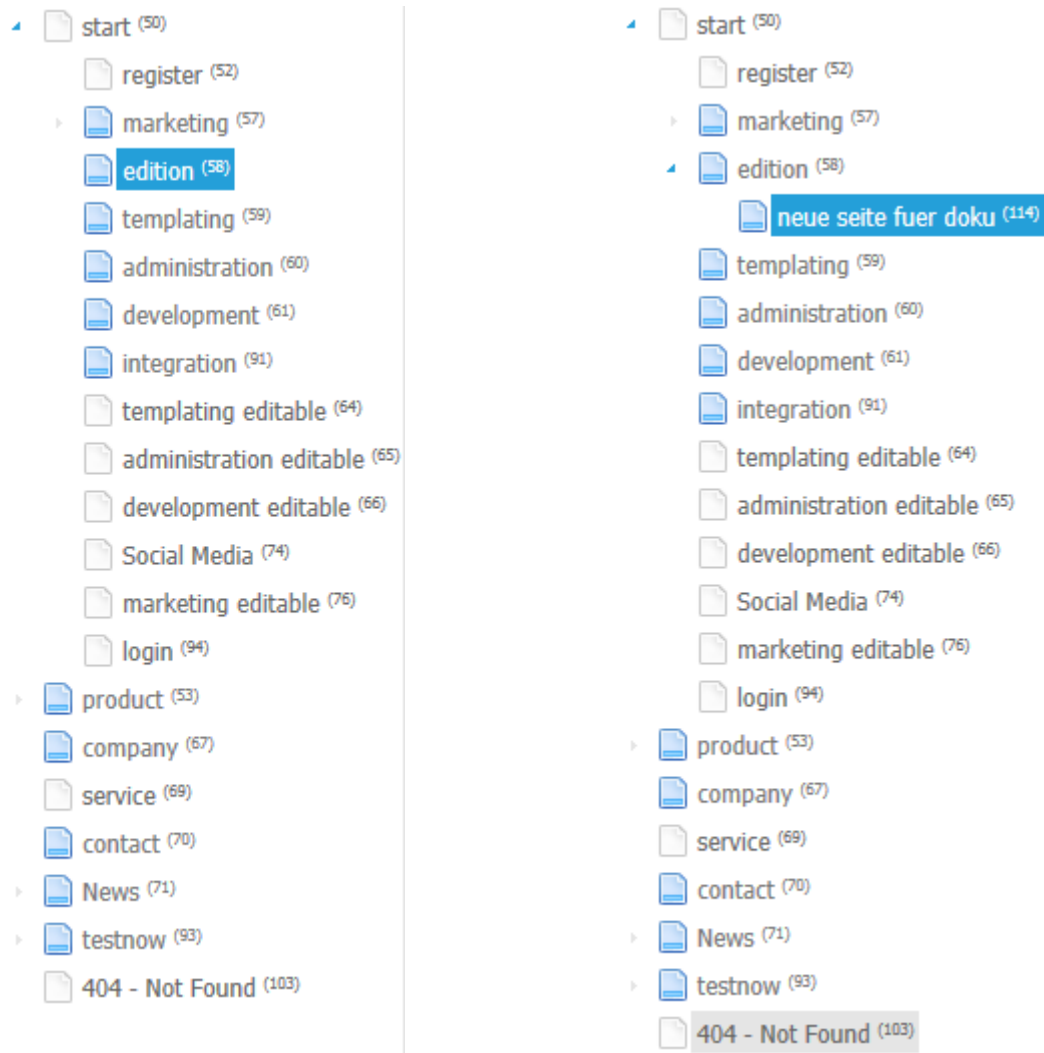 start (50)
register (52)
marketing (57)
edition (58)
templating (59)
administration (60)
development (61)
integration (91)
templating editable (64)
administration editable (65)
development editable (66)
Social Media (74)
marketing editable (76)
login (94)
product (53)
company (67)
service (69)
contact (70)
News (71)
testnow (93)
404 - Not Found (103)
start (50)
register (52)
marketing (57)
edition (58)
neue seite fuer doku (114)
templating (59)
administration (60)
development (61)
integration (91)
templating editable (64)
administration editable (65)
development editable (66)
Social Media (74)
marketing editable (76)
login (94)
product (53)
company (67)
service (69)
contact (70)
News (71)
testnow (93)
404 - Not Found (103)